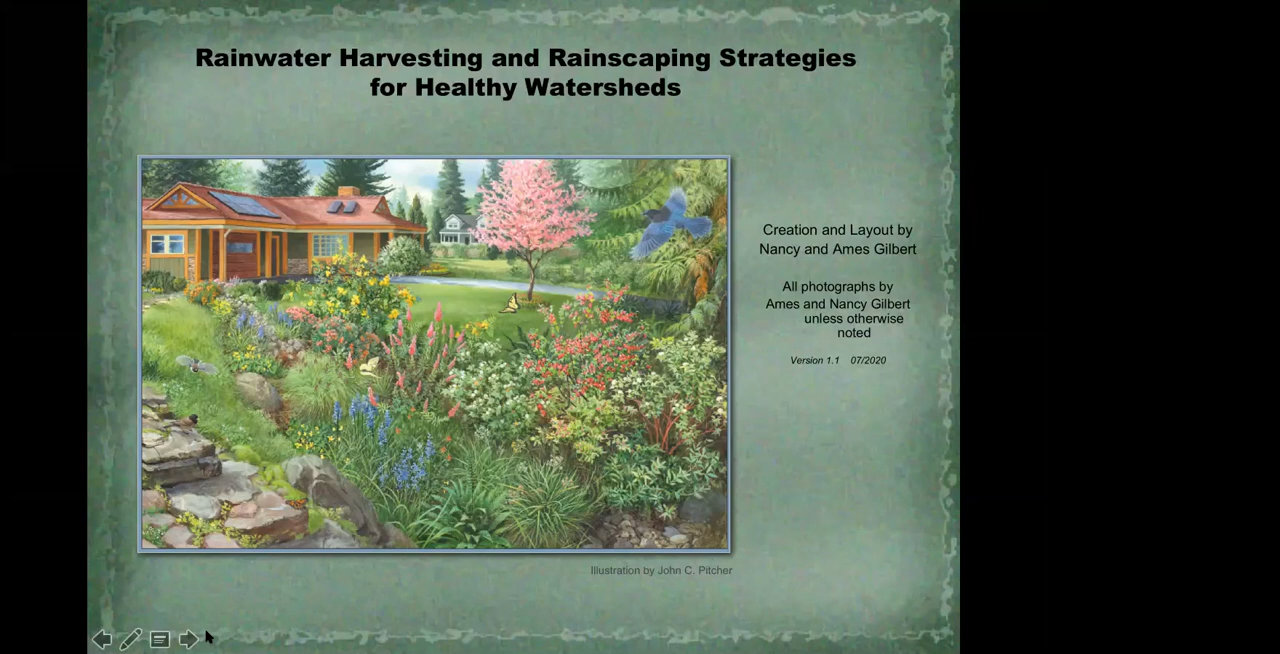 Rainwater Harvesting and Rainscaping Strategies
for Healthy Watersheds
Creation and Layout by
Nancy and Ames Gilbert
All photographs by
Ames and Nancy Gilbert
unless otherwise
noted
Version 1.1 07/2020
Illustration by John C. Pitcher